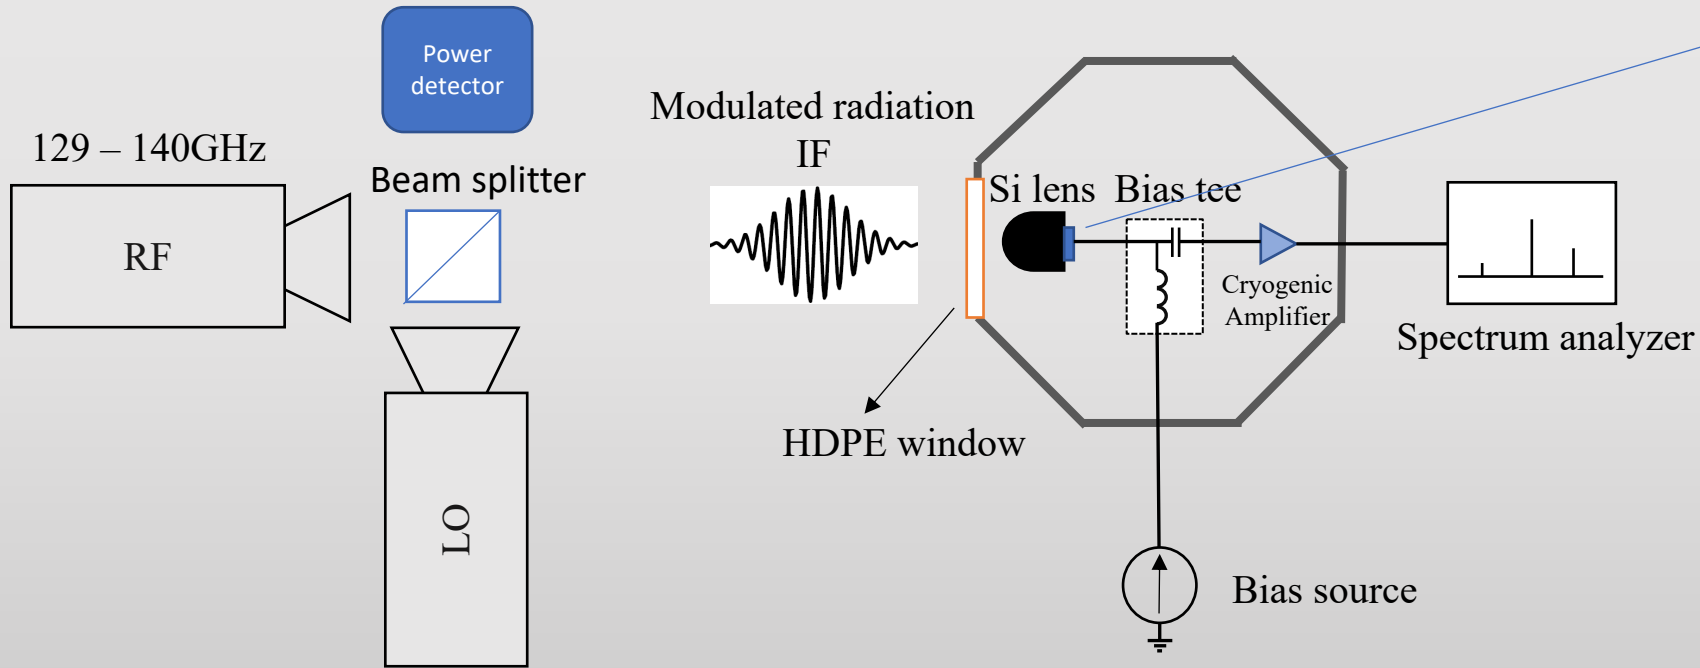 Power
detector
129 – 140GHz
RF
Beam splitter
LO
Modulated radiation
IF
Si lens
Bias tee
Cryogenic
Amplifier
Spectrum analyzer
HDPE window
Bias source